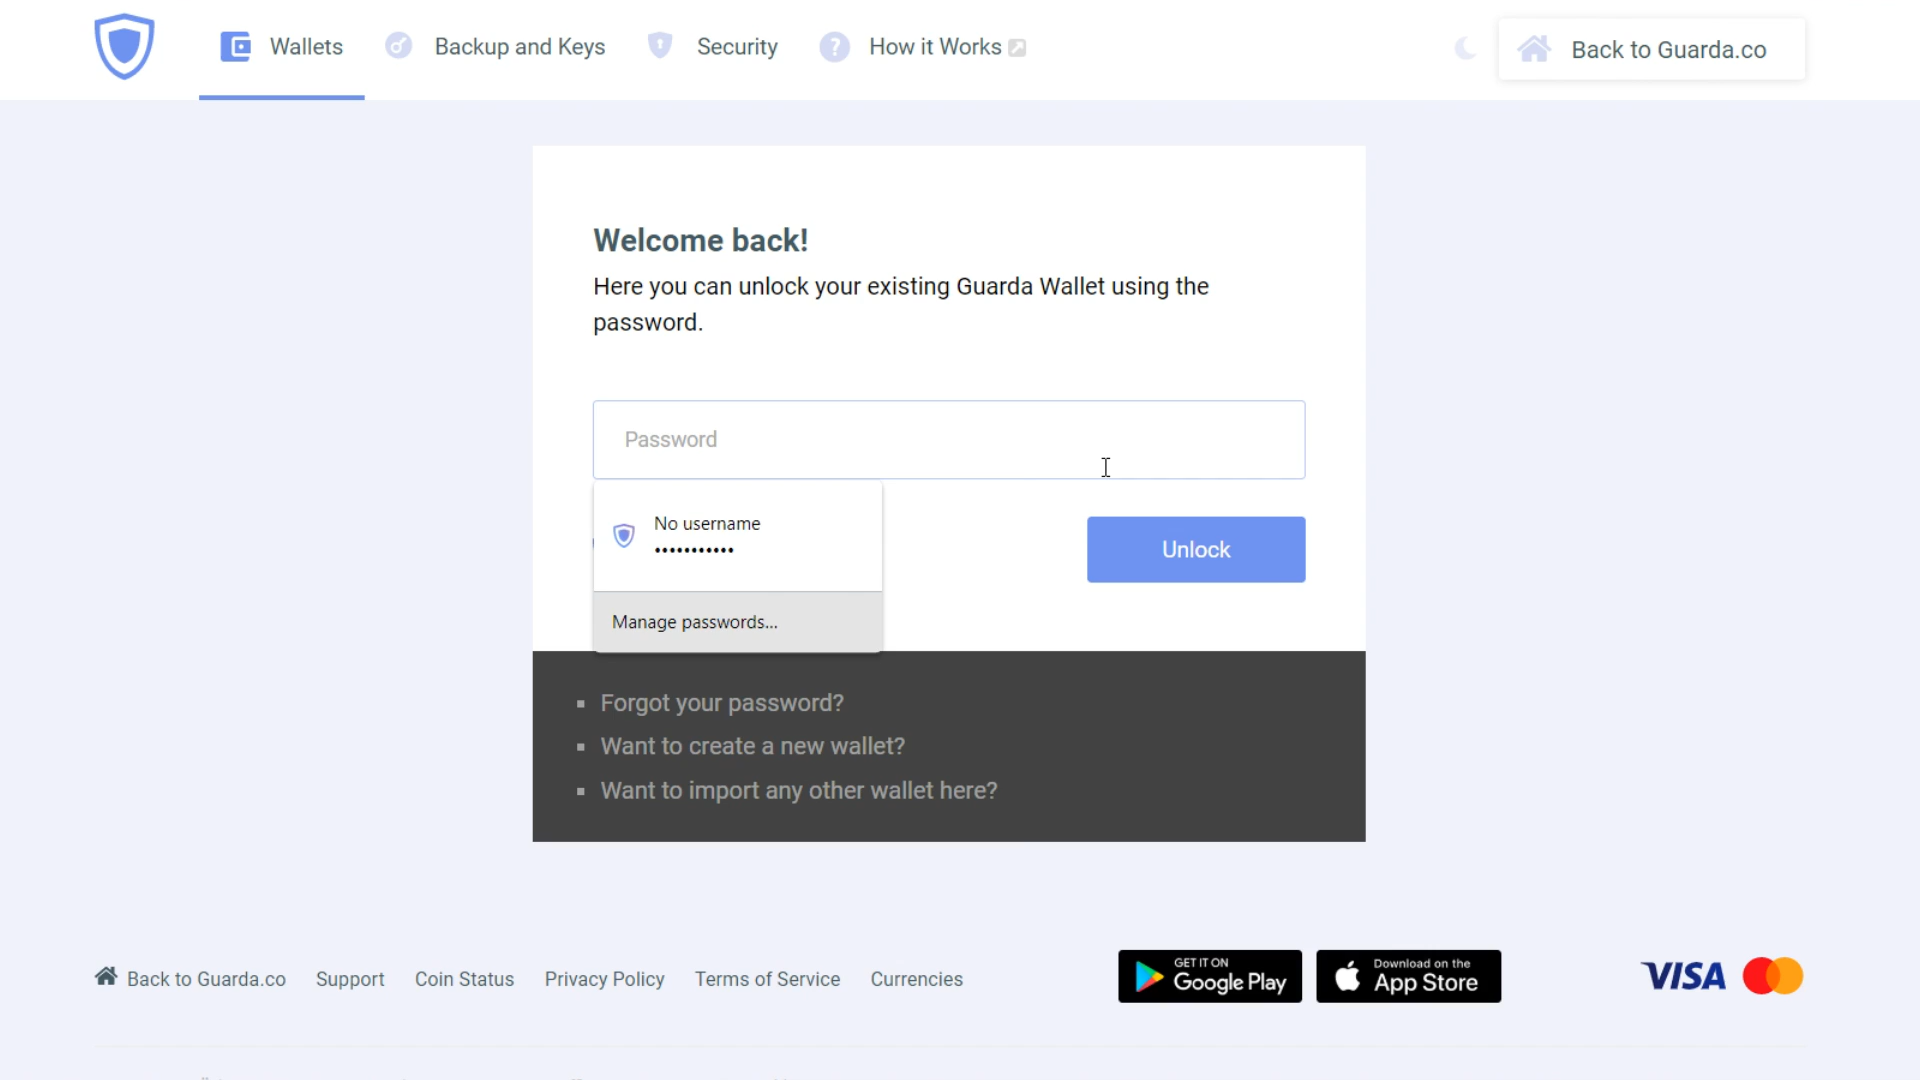 Wallets
Backup and Keys
Security
? How it Works
Back to Guarda.co
Welcome back!
Here you can unlock your existing Guarda Wallet using the
password.
Password
No username
•••••••••••
Unlock
Manage passwords...
▪ Forgot your password?
▪ Want to create a new wallet?
▪ Want to import any other wallet here?
Back to Guarda.co
Support
Coin Status
Privacy Policy
Terms of Service
Currencies
GET IT ON
Google Play
Download on the
App Store
VISA